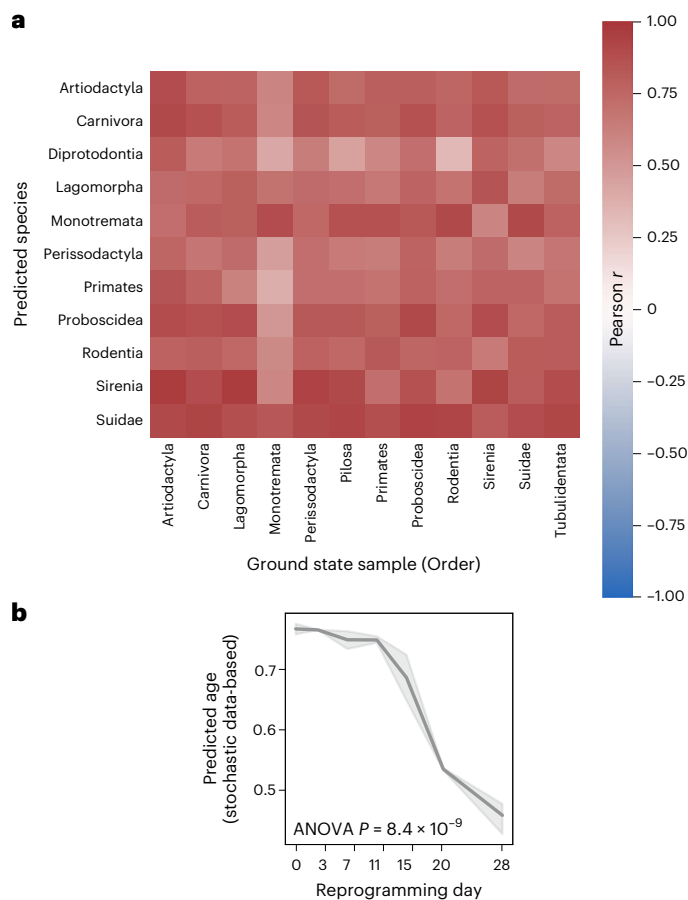 a
Predicted species
Artiodactyla
Carnivora
Diprotodontia
Lagomorpha
Monotremata
Perissodactyla
Primates
Proboscidea
Rodentia
Sirenia
Suidae
Artiodactyla
Carnivora
Lagomorpha
Monotremata
Perissodactyla
Pilosa
Primates
Proboscidea
Rodentia
Sirenia
Suidae
Tubulidentata
Ground state sample (Order)
Pearson r
1.00
0.75
0.50
0.25
0
−0.25
−0.50
−0.75
−1.00
b
Predicted age
(stochastic data-based)
0.7
0.6
0.5
ANOVA P = 8.4 × 10⁻⁹
0 3 7 11 15 20 28
Reprogramming day